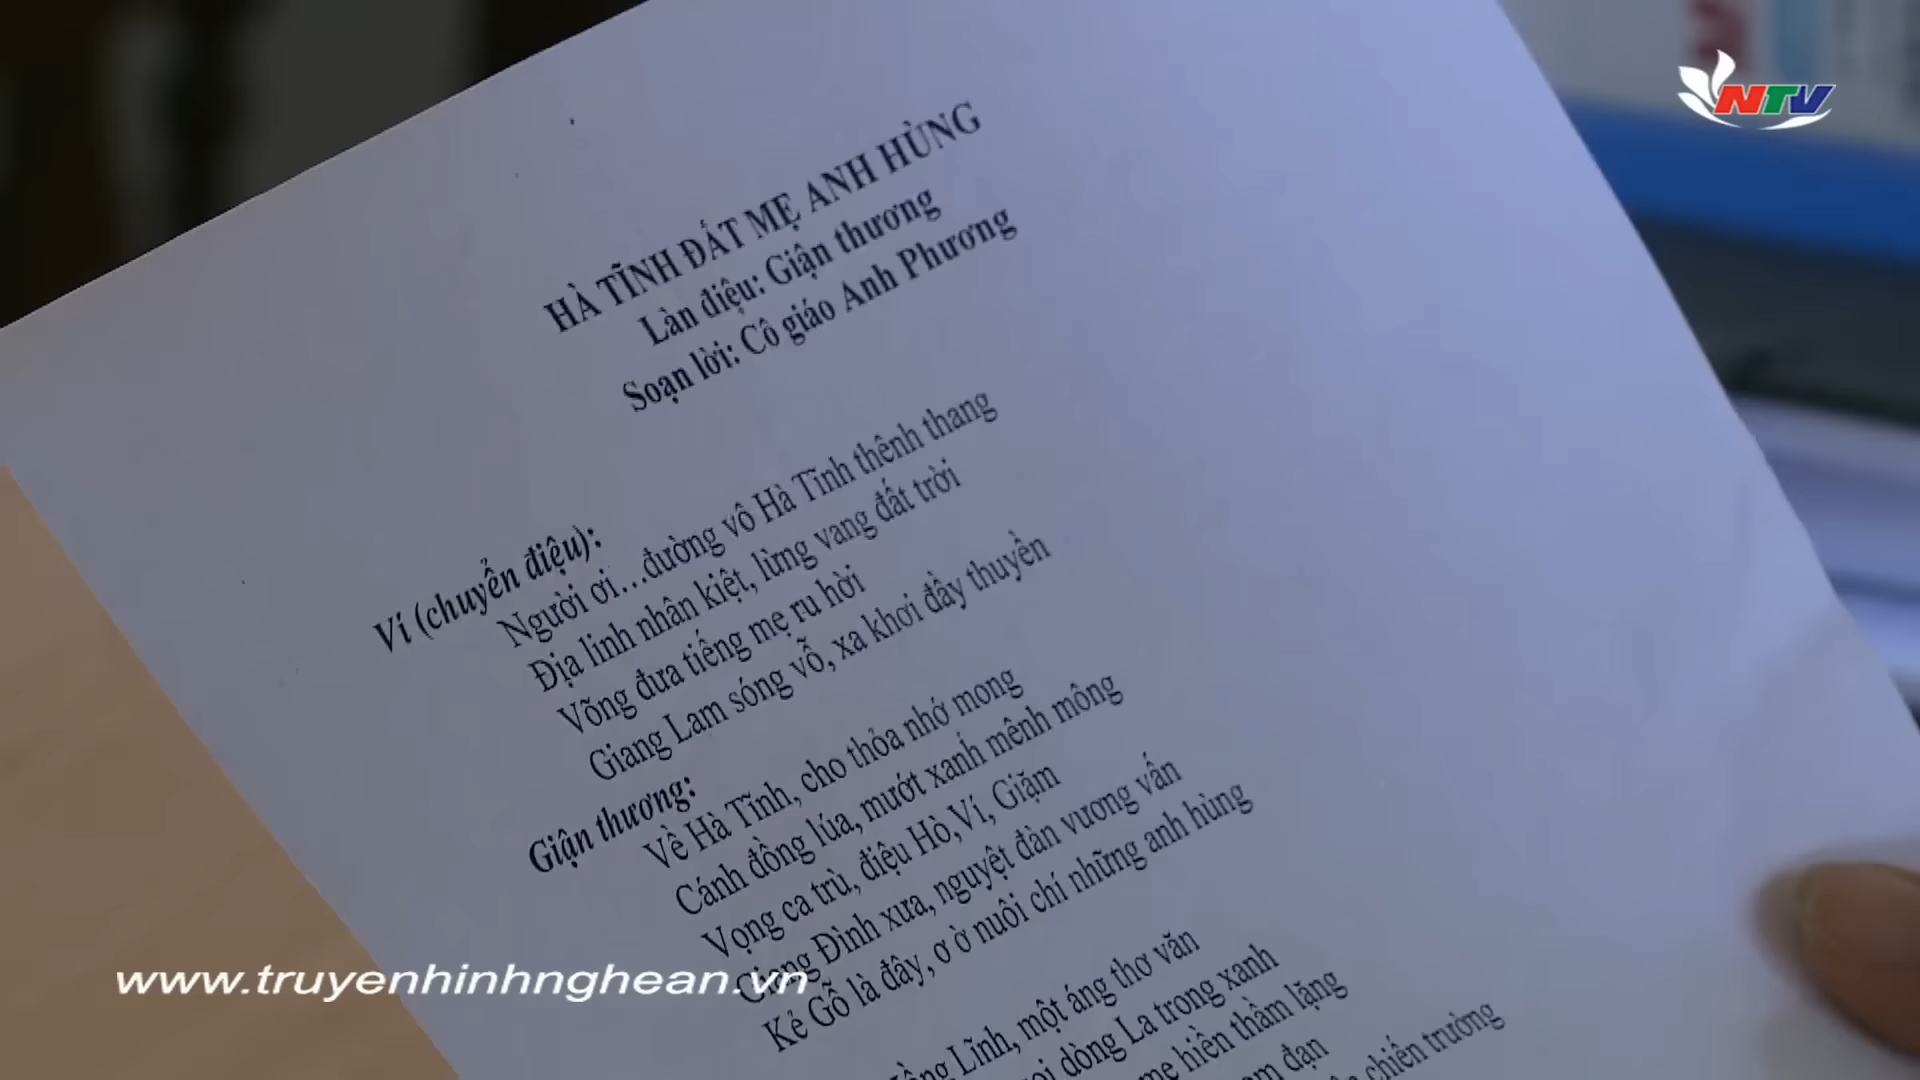 NTV
HÀ TĨNH ĐẤT MẸ ANH HÙNG
Làn điệu: Giận thương
Soạn lời: Cô giáo Anh Phương
Ví (chuyển điệu):
Người ơi...đường vô Hà Tĩnh thênh thang
Địa linh nhân kiệt, lừng vang đất trời
Võng đưa tiếng mẹ ru hời
Giang Lam sóng vỗ, xa khơi đầy thuyền
Giận thương:
Về Hà Tĩnh, cho thỏa nhớ mong
Cánh đồng lúa, mướt xanh mênh mông
Vọng ca trù, điệu Hò,Ví, Giặm
Đình xưa, nguyệt đàn vương vấn
Kẻ Gỗ là đây, ơ ờ nuôi chí những anh hùng
Lĩnh, một áng thơ văn
dòng La trong xanh
hiền thầm lặng
đạn
chiến trường
www.truyenhinhnghean.vn